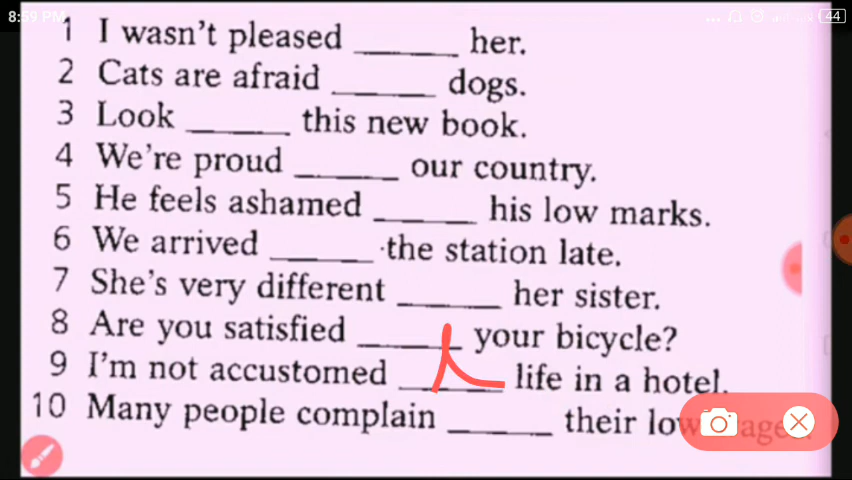 8:59 PM 44
1 I wasn't pleased ______ her.
2 Cats are afraid ______ dogs.
3 Look ______ this new book.
4 We're proud ______ our country.
5 He feels ashamed ______ his low marks.
6 We arrived ______ the station late.
7 She's very different ______ her sister.
8 Are you satisfied ______ your bicycle?
9 I'm not accustomed ______ life in a hotel.
10 Many people complain ______ their low